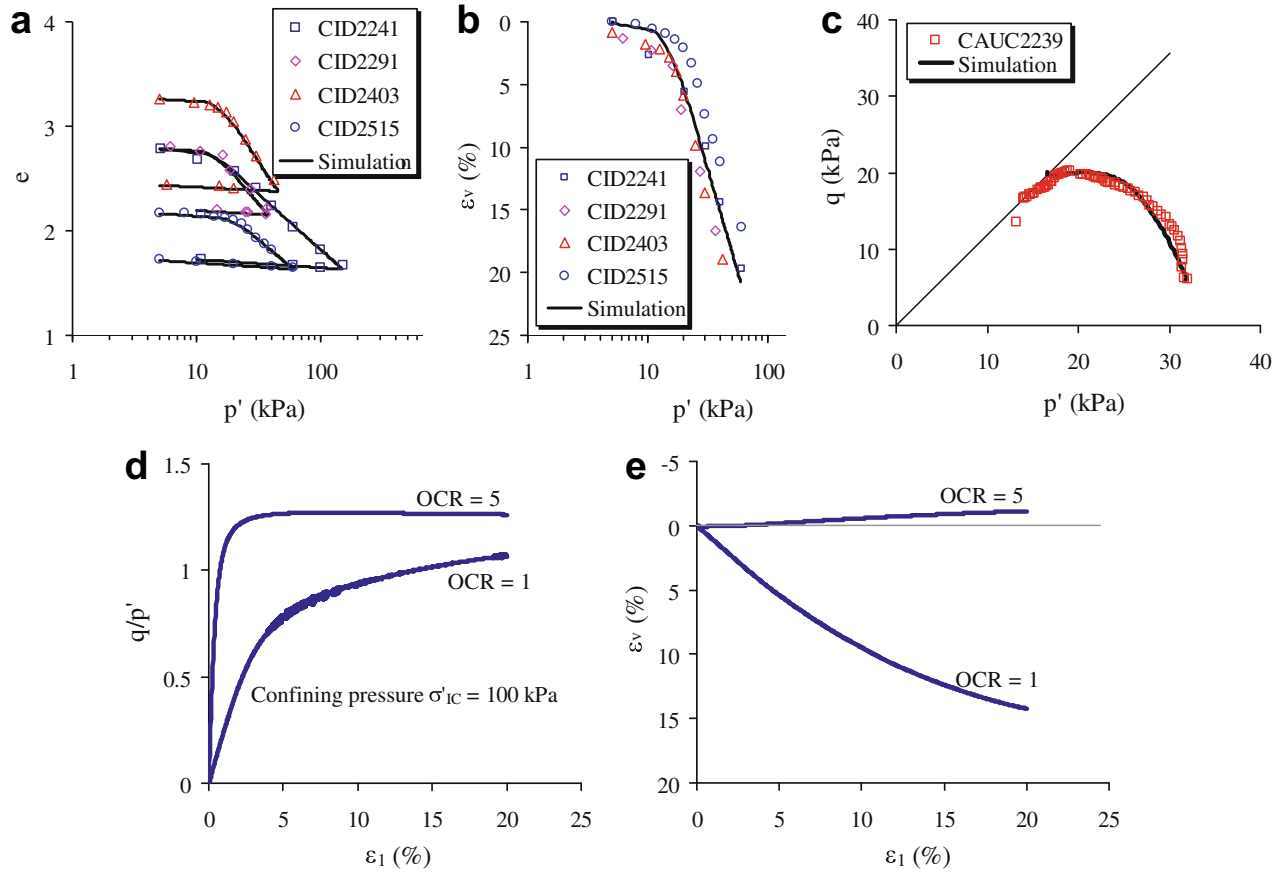 a
4
3
2
1
e
CID2241
CID2291
CID2403
CID2515
Simulation
1 10 100
p' (kPa)
b
0
5
10
15
20
25
εv (%)
CID2241
CID2291
CID2403
CID2515
Simulation
1 10 100
p' (kPa)
c
40
30
20
10
0
q (kPa)
CAUC2239
Simulation
0 10 20 30 40
p' (kPa)
d
1.5
1
0.5
0
q/p'
OCR = 5
OCR = 1
Confining pressure σ'IC = 100 kPa
0 5 10 15 20 25
ε1 (%)
e
-5
0
5
10
15
20
εv (%)
OCR = 5
OCR = 1
0 5 10 15 20 25
ε1 (%)